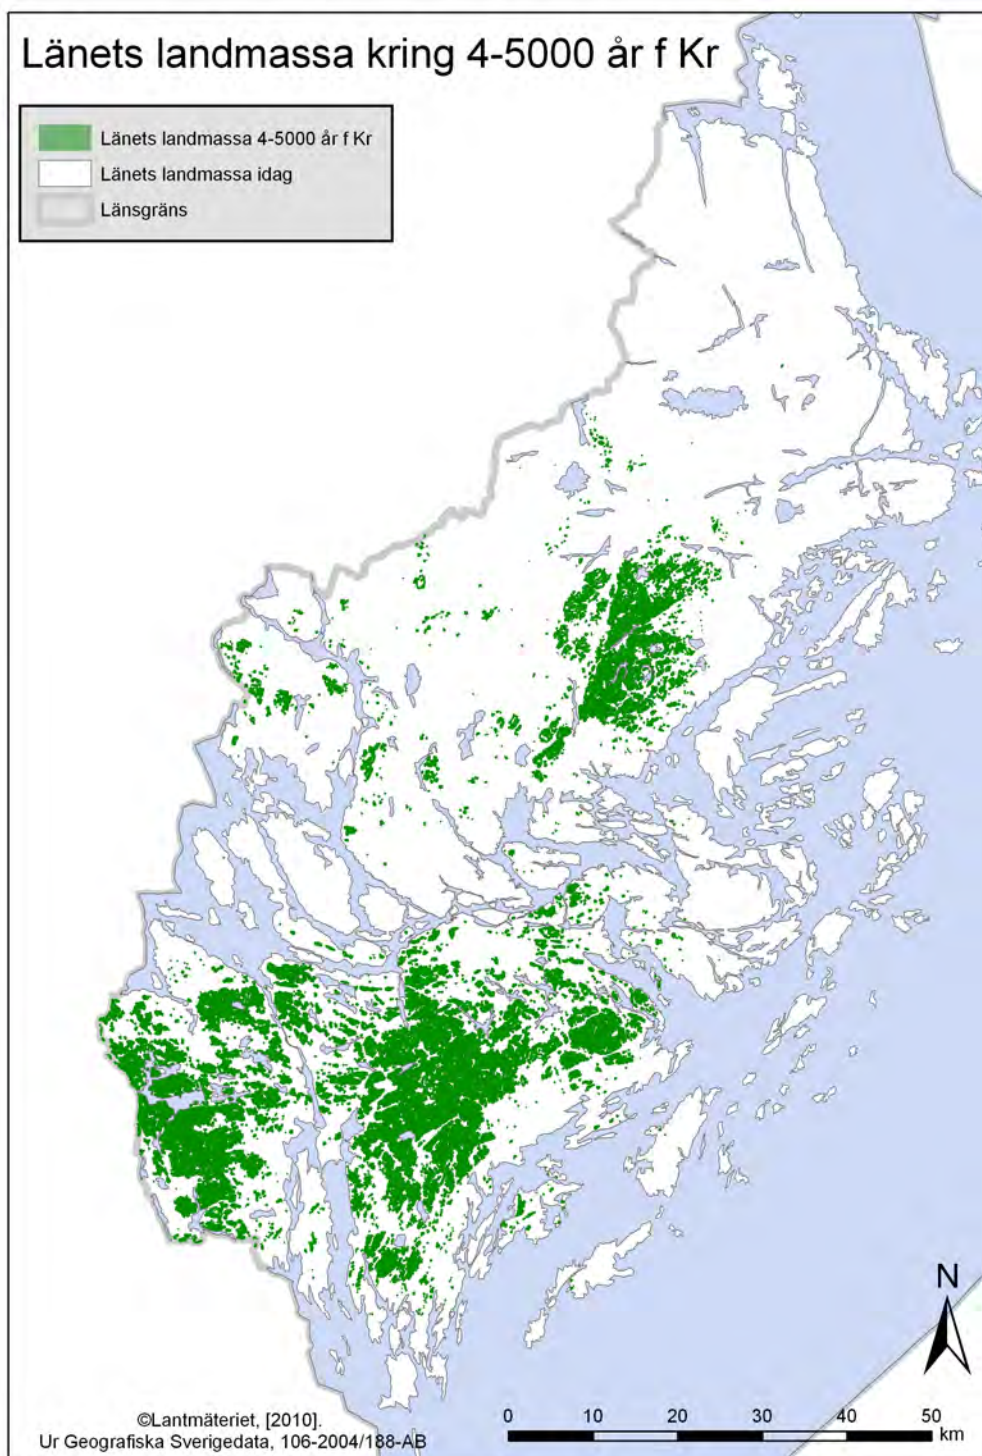 Länets landmassa kring 4-5000 år f Kr
Länets landmassa 4-5000 år f Kr
Länets landmassa idag
Länsgräns
N
©Lantmäteriet, [2010].
Ur Geografiska Sverigedata, 106-2004/188-AB
0 10 20 30 40 50
km